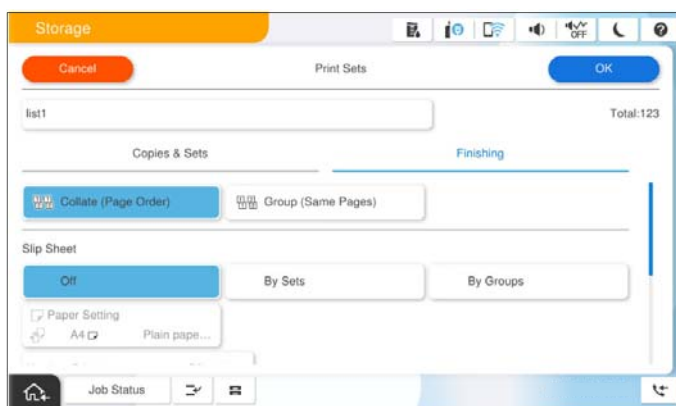 Storage
OFF
Cancel
Print Sets
OK
list1
Total:123
Copies & Sets
Finishing
Collate (Page Order)
Group (Same Pages)
Slip Sheet
Off
By Sets
By Groups
Paper Setting
A4
Plain pape...
Job Status